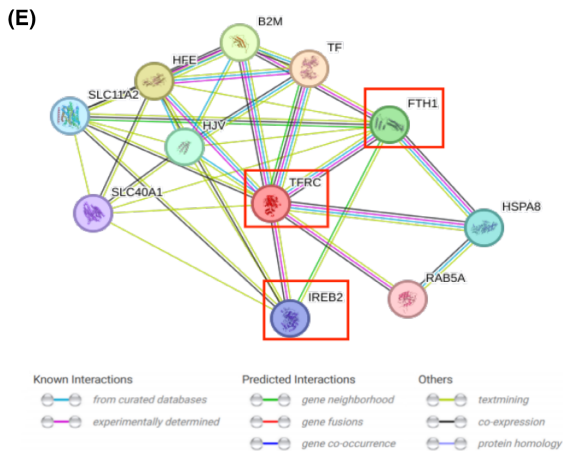 (E)
B2M
TF
HFE
SLC11A2
FTH1
HJV
TFRC
SLC40A1
HSPA8
RAB5A
IREB2
Known Interactions
from curated databases
experimentally determined
Predicted Interactions
gene neighborhood
gene fusions
gene co-occurrence
Others
textmining
co-expression
protein homology